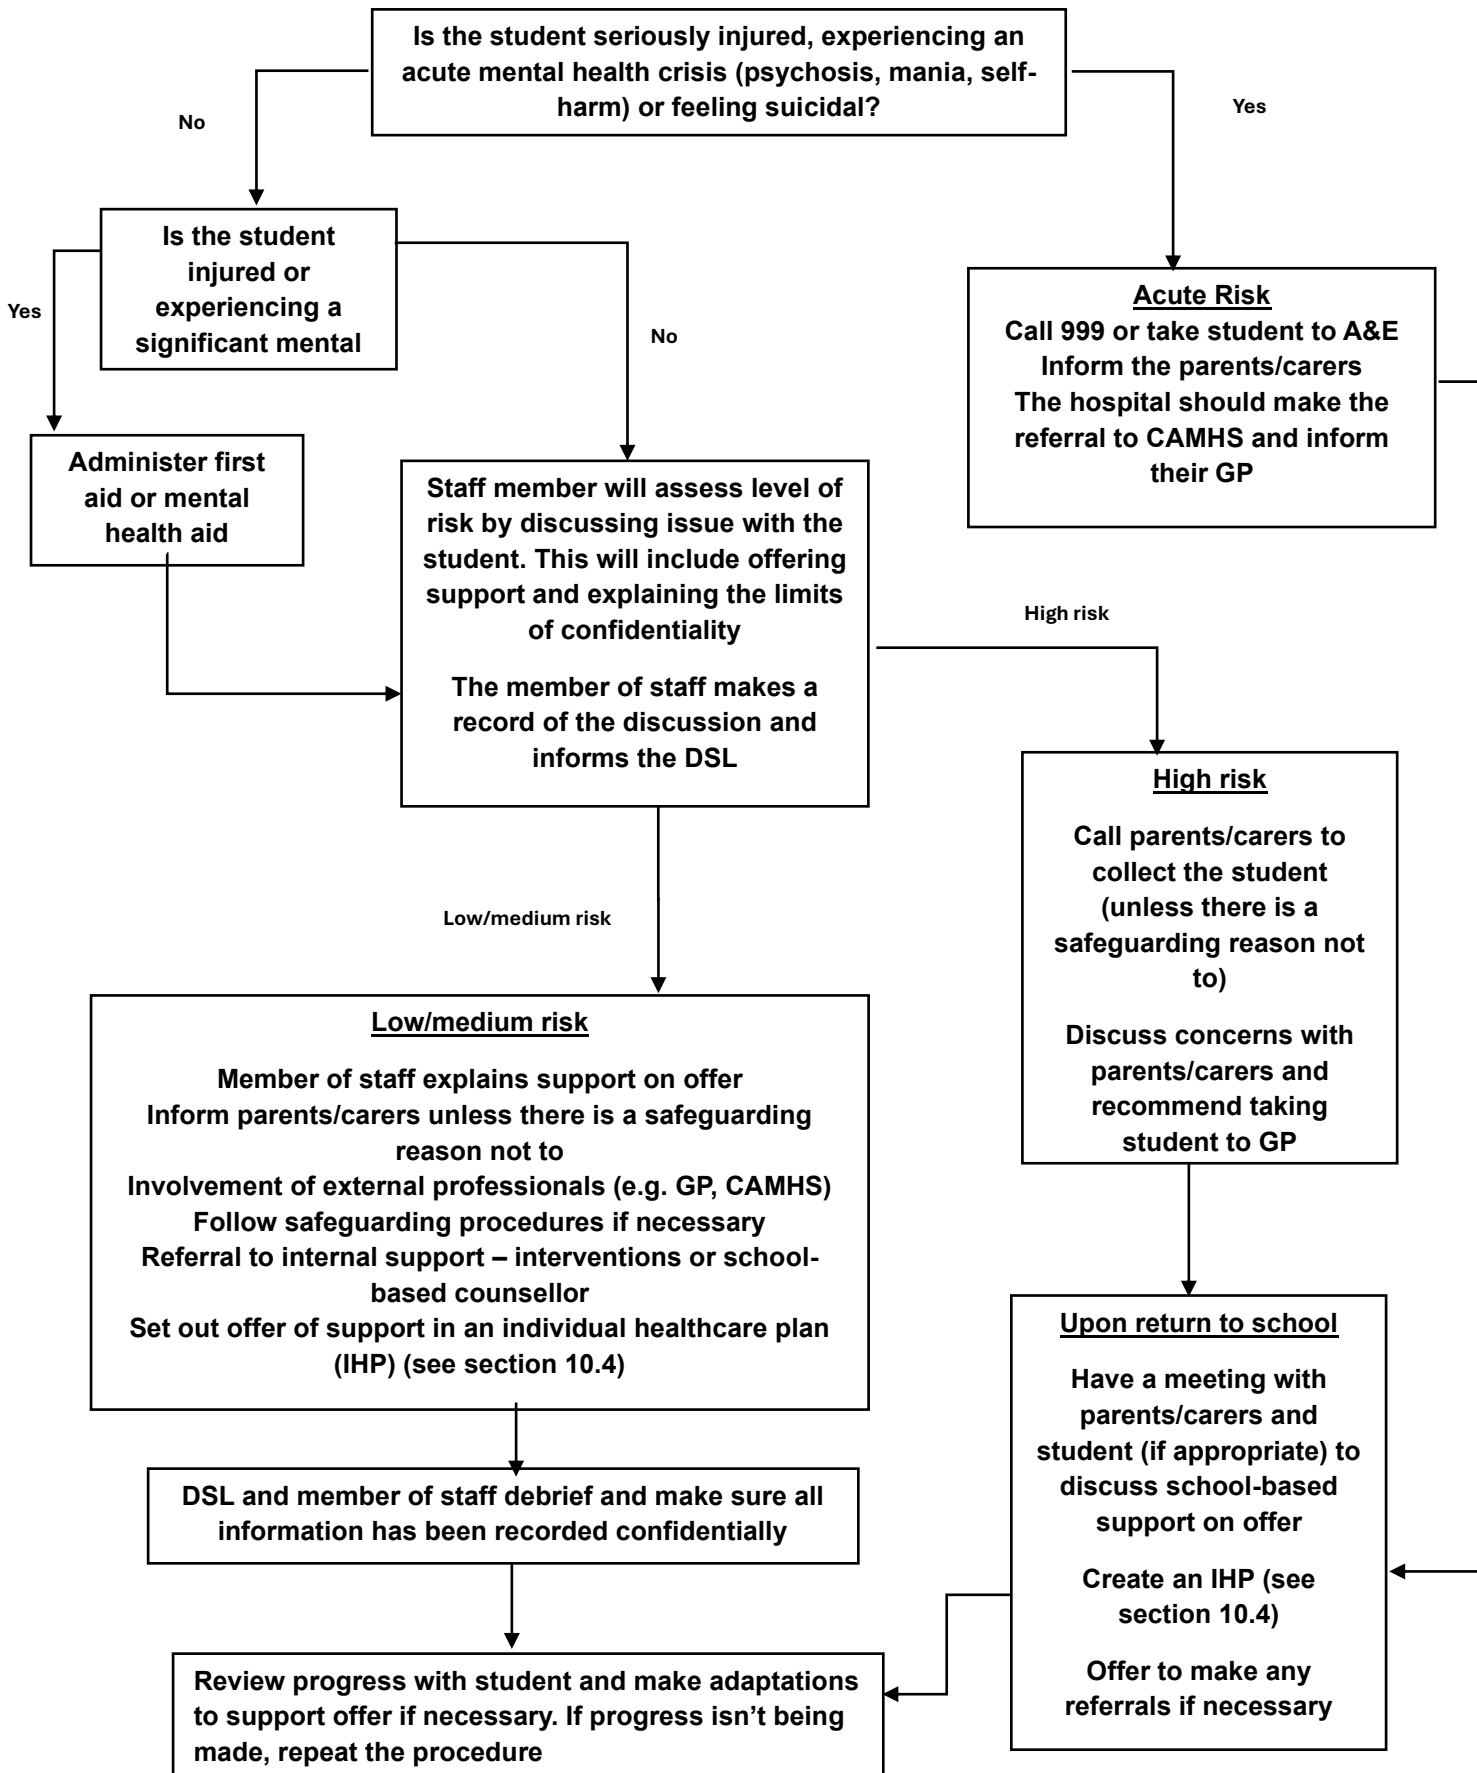 Is the student seriously injured, experiencing an
acute mental health crisis (psychosis, mania, self-
harm) or feeling suicidal?
No
Yes
Is the student
injured or
experiencing a
significant mental
Yes
No
Acute Risk
Call 999 or take student to A&E
Inform the parents/carers
The hospital should make the
referral to CAMHS and inform
their GP
Administer first
aid or mental
health aid
Staff member will assess level of
risk by discussing issue with the
student. This will include offering
support and explaining the limits
of confidentiality
The member of staff makes a
record of the discussion and
informs the DSL
High risk
High risk
Call parents/carers to
collect the student
(unless there is a
safeguarding reason not
to)
Discuss concerns with
parents/carers and
recommend taking
student to GP
Low/medium risk
Low/medium risk
Member of staff explains support on offer
Inform parents/carers unless there is a safeguarding
reason not to
Involvement of external professionals (e.g. GP, CAMHS)
Follow safeguarding procedures if necessary
Referral to internal support – interventions or school-
based counsellor
Set out offer of support in an individual healthcare plan
(IHP) (see section 10.4)
Upon return to school
Have a meeting with
parents/carers and
student (if appropriate) to
discuss school-based
support on offer
Create an IHP (see
section 10.4)
Offer to make any
referrals if necessary
DSL and member of staff debrief and make sure all
information has been recorded confidentially
Review progress with student and make adaptations
to support offer if necessary. If progress isn’t being
made, repeat the procedure